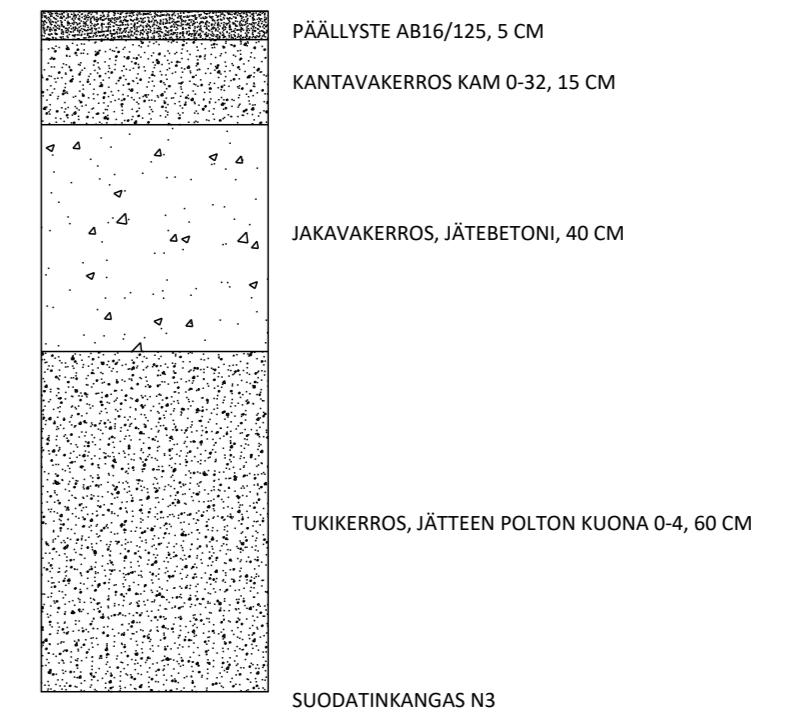 PÄÄLLYSTE AB16/125, 5 CM
KANTAVAKERROS KAM 0-32, 15 CM
JAKAVAKERROS, JÄTEBETONI, 40 CM
TUKIKERROS, JÄTTEEN POLTON KUONA 0-4, 60 CM
SUODATINKANGAS N3